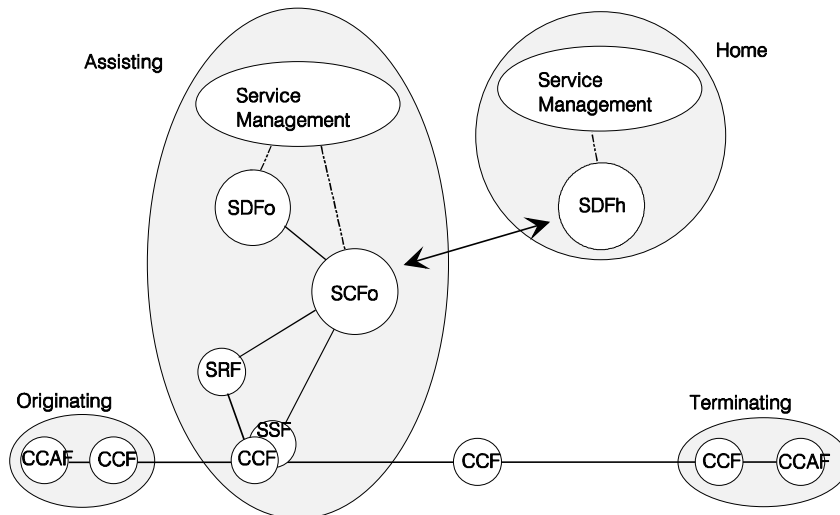 Assisting
Service
Management
SDFo
SCFo
SRF
SSF
CCF
Home
Service
Management
SDFh
Originating
CCAF
CCF
CCF
Terminating
CCF
CCAF